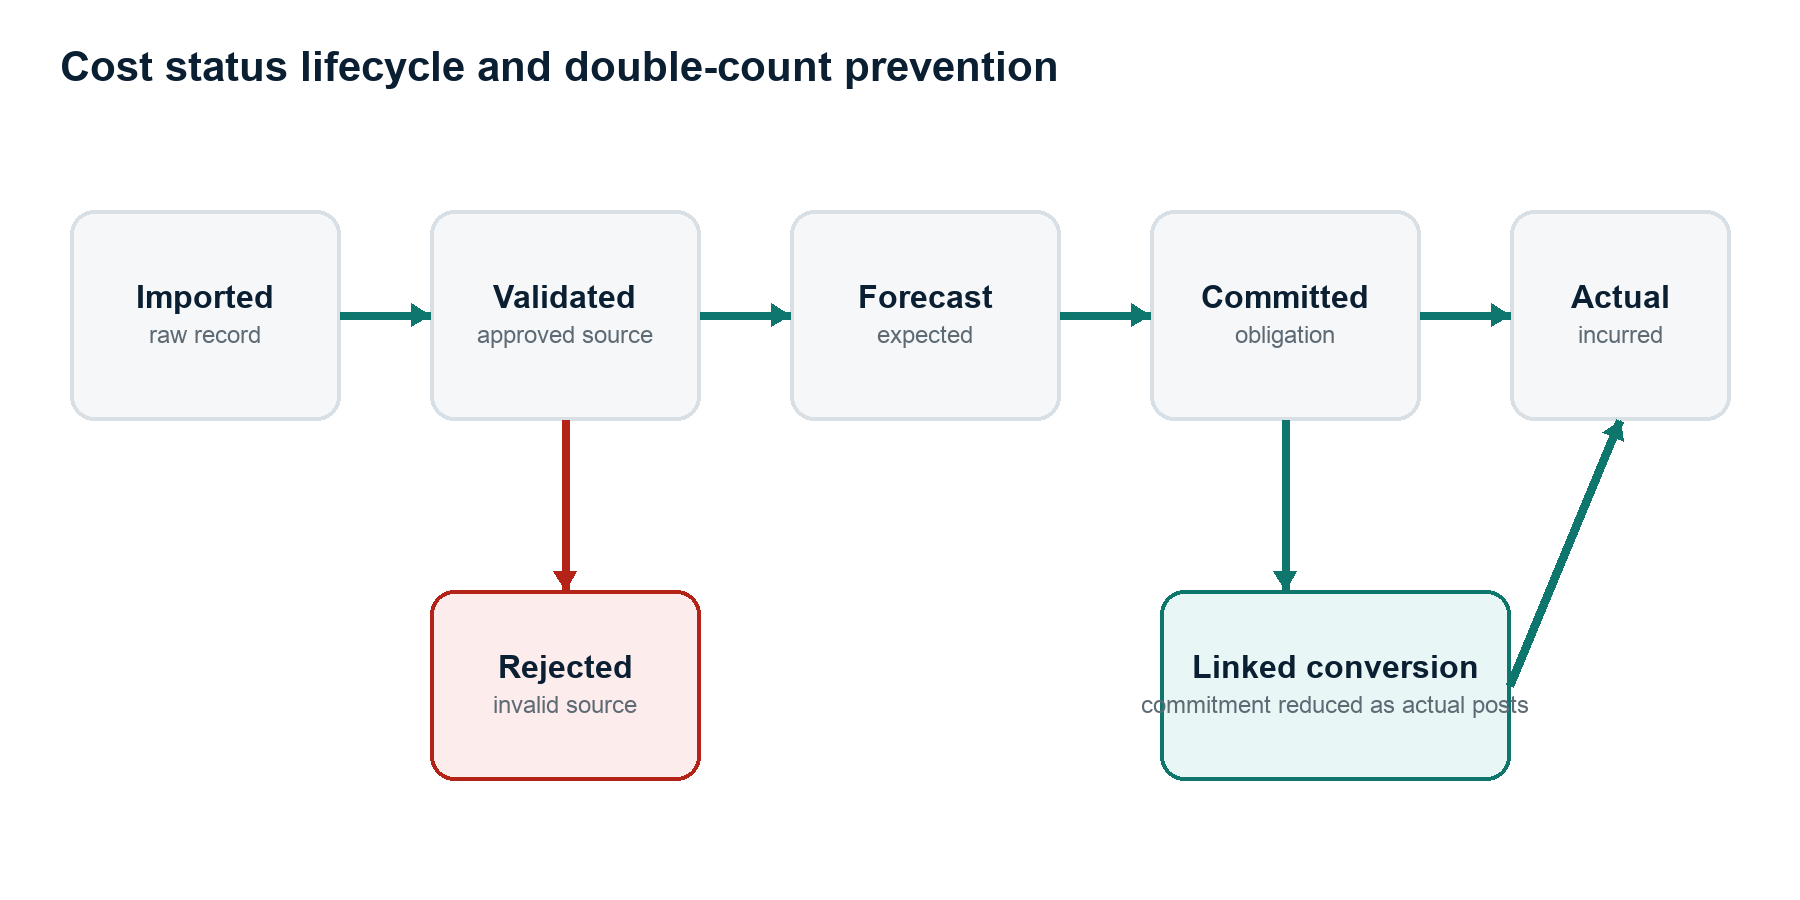 Cost status lifecycle and double-count prevention
Imported
raw record
Validated
approved source
Forecast
expected
Committed
obligation
Actual
incurred
Rejected
invalid source
Linked conversion
commitment reduced as actual posts